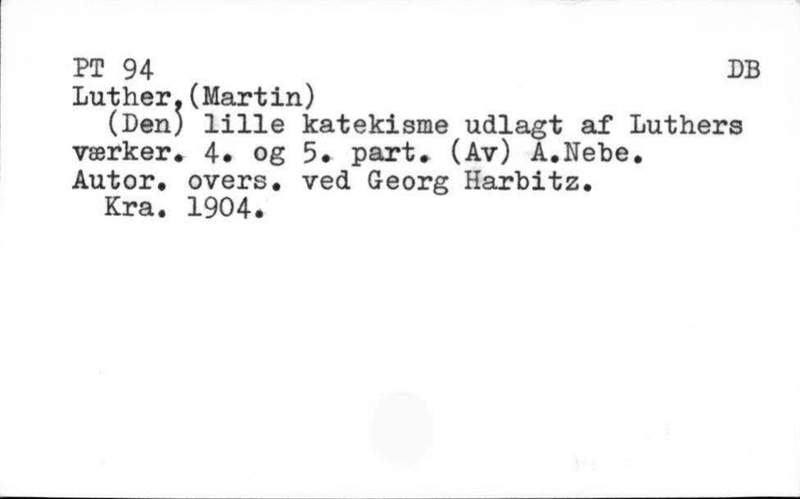 PT 94 DB
Luther,(Martin)
(Den) lille katekisme udlagt af Luthers
værker. 4. og 5. part. (Av) A.Nebe.
Autor. overs. ved Georg Harbitz.
Kra. 1904.